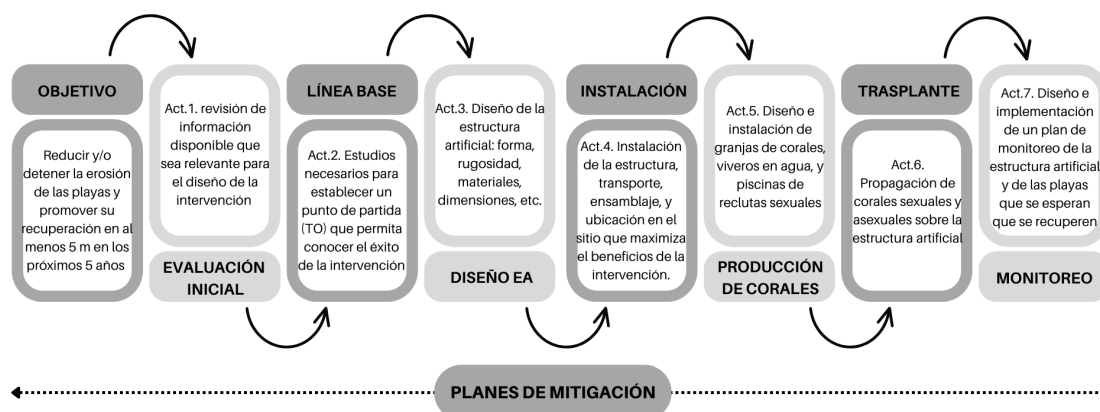 OBJETIVO
Reducir y/o
detener la erosión
de las playas y
promover su
recuperación en al
menos 5 m en los
próximos 5 años
Act.1. revisión de
información
disponible que
sea relevante para
el diseño de la
intervención
EVALUACIÓN
INICIAL
LÍNEA BASE
Act.2. Estudios
necesarios para
establecer un
punto de partida
(TO) que permita
conocer el éxito
de la intervención
Act.3. Diseño de la
estructura
artificial: forma,
rugosidad,
materiales,
dimensiones, etc.
DISEÑO EA
INSTALACIÓN
Act.4. Instalación
de la estructura,
transporte,
ensamblaje, y
ubicación en el
sitio que maximiza
el beneficios de la
intervención.
Act.5. Diseño e
instalación de
granjas de corales,
viveros en agua, y
piscinas de
reclutas sexuales
PRODUCCIÓN
DE CORALES
TRASPLANTE
Act.6.
Propagación de
corales sexuales y
asexuales sobre la
estructura artificial
Act.7. Diseño e
implementación
de un plan de
monitoreo de la
estructura artificial
y de las playas
que se esperan
que se recuperen
MONITOREO
PLANES DE MITIGACIÓN